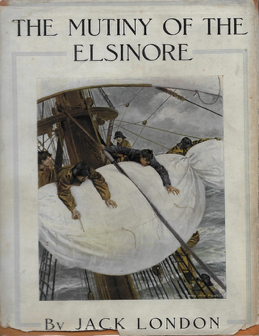 THE MUTINY OF THE
ELSINORE
By JACK LONDON